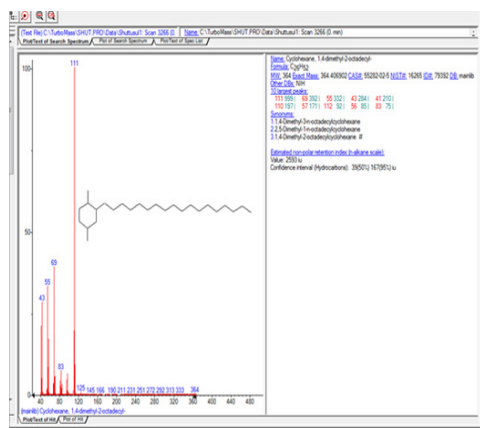 (Text File) C:\TurboMass\SHUT.PRO\Data\Shuttusul1: Scan 3266 (0. Name: C:\TurboMass\SHUT.PRO\Data\Shuttusul1: Scan 3266 (0. min)
Plot/Text of Search Spectrum Plot of Search Spectrum Plot/Text of Spec List
Name: Cyclohexane, 1,4-dimethyl-2-octadecyl-
Formula: C26H52
MW: 364 Exact Mass: 364.406902 CAS#: 55282-02-5 NIST#: 16265 ID#: 79392 DB: mainlib
Other DBs: NIH
10 largest peaks:
111 999 | 69 392 | 55 332 | 43 284 | 41 210 |
110 197 | 57 171 | 112 92 | 56 85 | 83 75 |
Synonyms:
1.1,4-Dimethyl-3-n-octadecylcyclohexane
2.2,5-Dimethyl-1-n-octadecylcyclohexane
3.1,4-Dimethyl-2-octadecylcyclohexane #
Estimated non-polar retention index (n-alkane scale):
Value: 2593 iu
Confidence interval (Hydrocarbons): 39(50%) 167(95%) iu
111
100
50
69
55
43
83
125 145 166 190 211 231 251 272 292 313 333 364
0
40 80 120 160 200 240 280 320 360 400 440 480
(mainlib) Cyclohexane, 1,4-dimethyl-2-octadecyl-
Plot/Text of Hit Plot of Hit